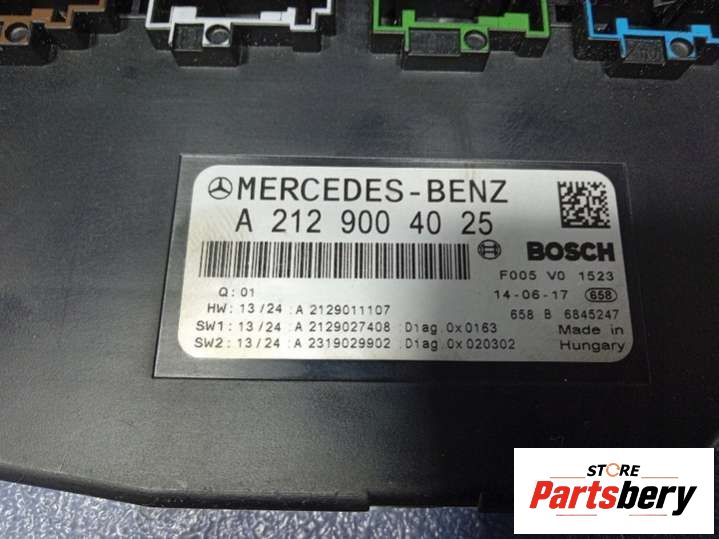 MERCEDES-BENZ
A 212 900 40 25
BOSCH
F005 V0 1523
Q: 01
14-06-17 658
HW: 13/24 :A 2129011107
658 B 6845247
SW1: 13/24 :A 2129027408 :Diag.0x0163
Made in
SW2: 13/24 :A 2319029902 :Diag.0x020302
Hungary
STORE
Partsbery